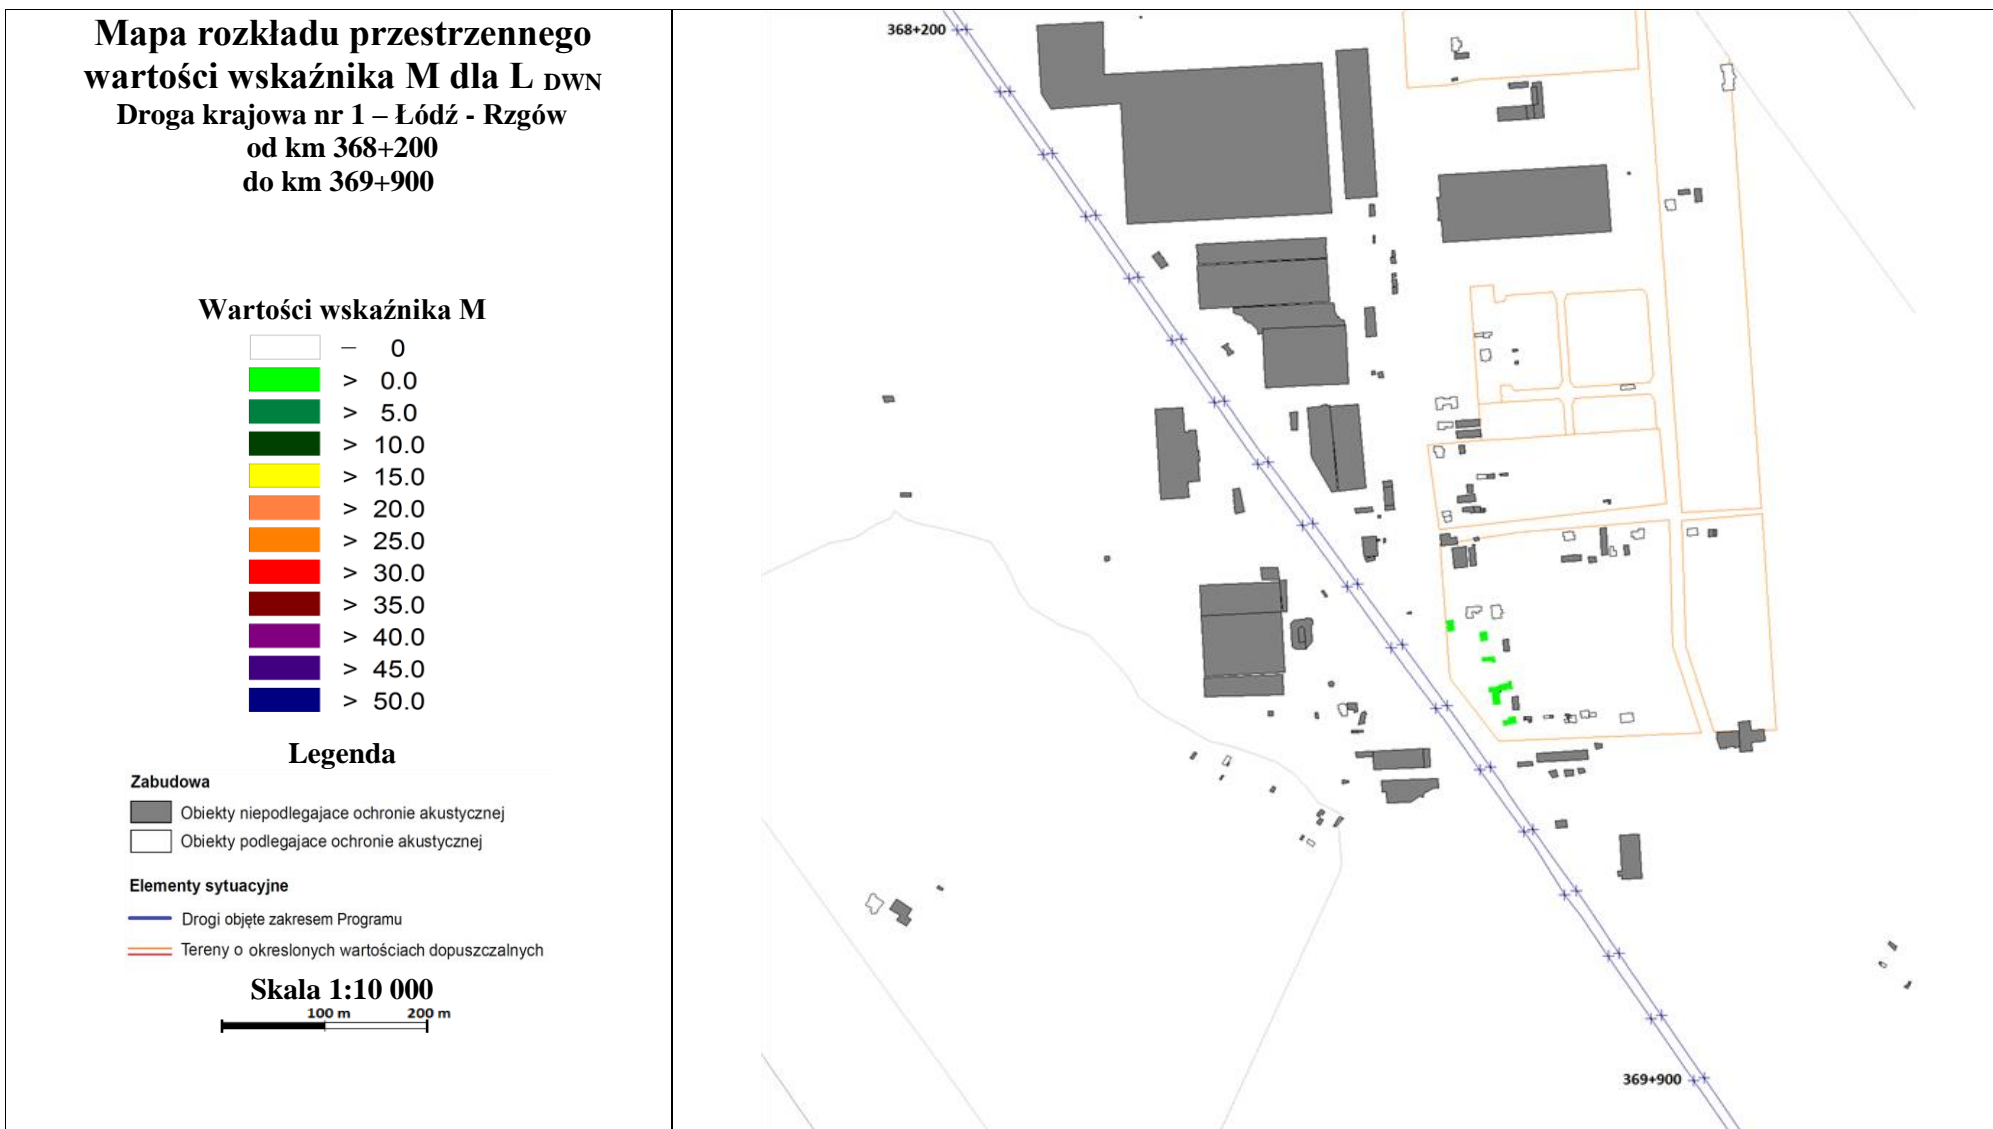 Mapa rozkładu przestrzennego
wartości wskaźnika M dla L DWN
Droga krajowa nr 1 – Łódź - Rzgów
od km 368+200
do km 369+900
Wartości wskaźnika M
– 0
> 0.0
> 5.0
> 10.0
> 15.0
> 20.0
> 25.0
> 30.0
> 35.0
> 40.0
> 45.0
> 50.0
Legenda
Zabudowa
Obiekty niepodlegajace ochronie akustycznej
Obiekty podlegajace ochronie akustycznej
Elementy sytuacyjne
Drogi objęte zakresem Programu
Tereny o okreslonych wartościach dopuszczalnych
Skala 1:10 000
100 m 200 m
368+200
369+900